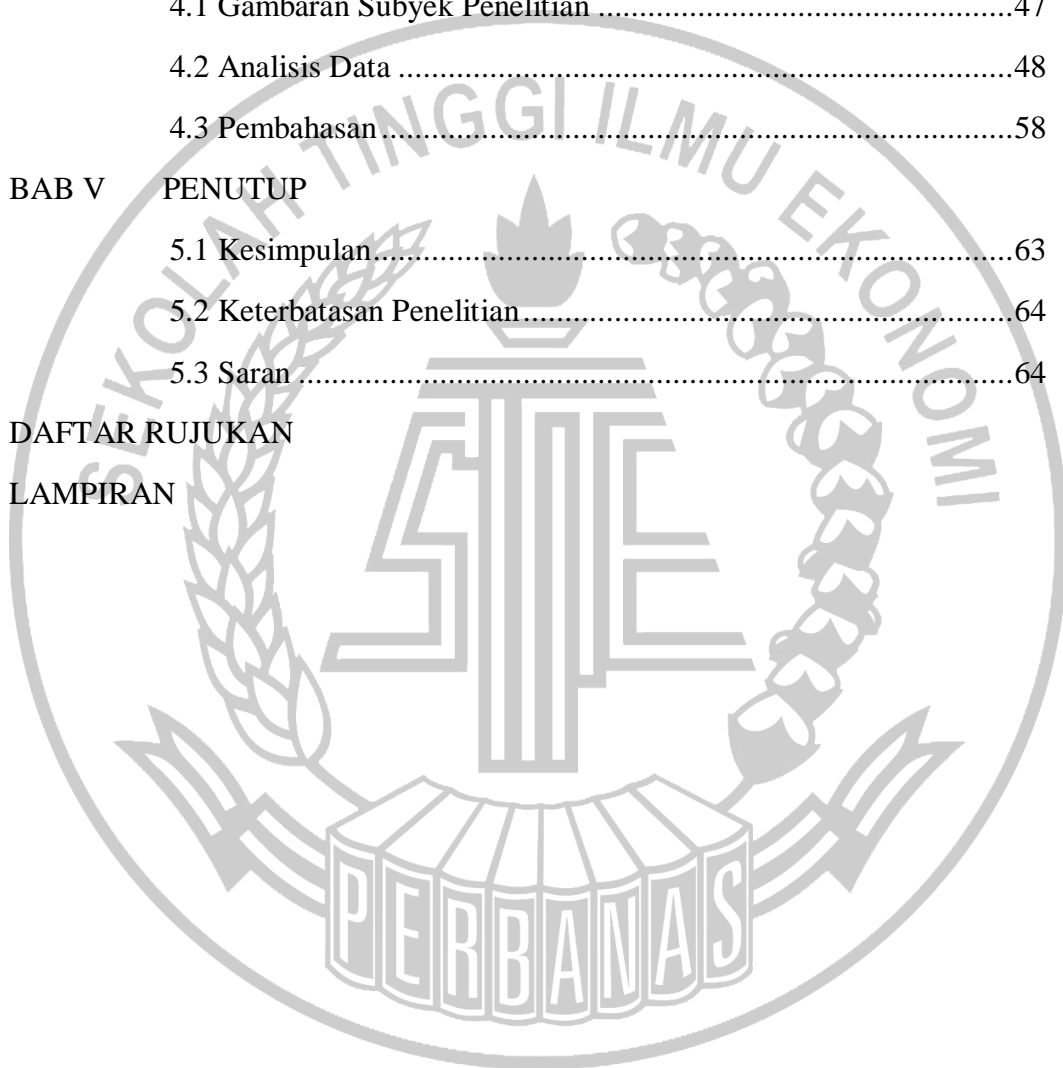 4.1 Gambaran Subyek Penelitian ....................................................47
4.2 Analisis Data ...........................................................................48
4.3 Pembahasan .............................................................................58
BAB V PENUTUP
5.1 Kesimpulan ..............................................................................63
5.2 Keterbatasan Penelitian ............................................................64
5.3 Saran .......................................................................................64
DAFTAR RUJUKAN
LAMPIRAN
SEKOLAH TINGGI ILMU EKONOMI
STIE
PERBANAS